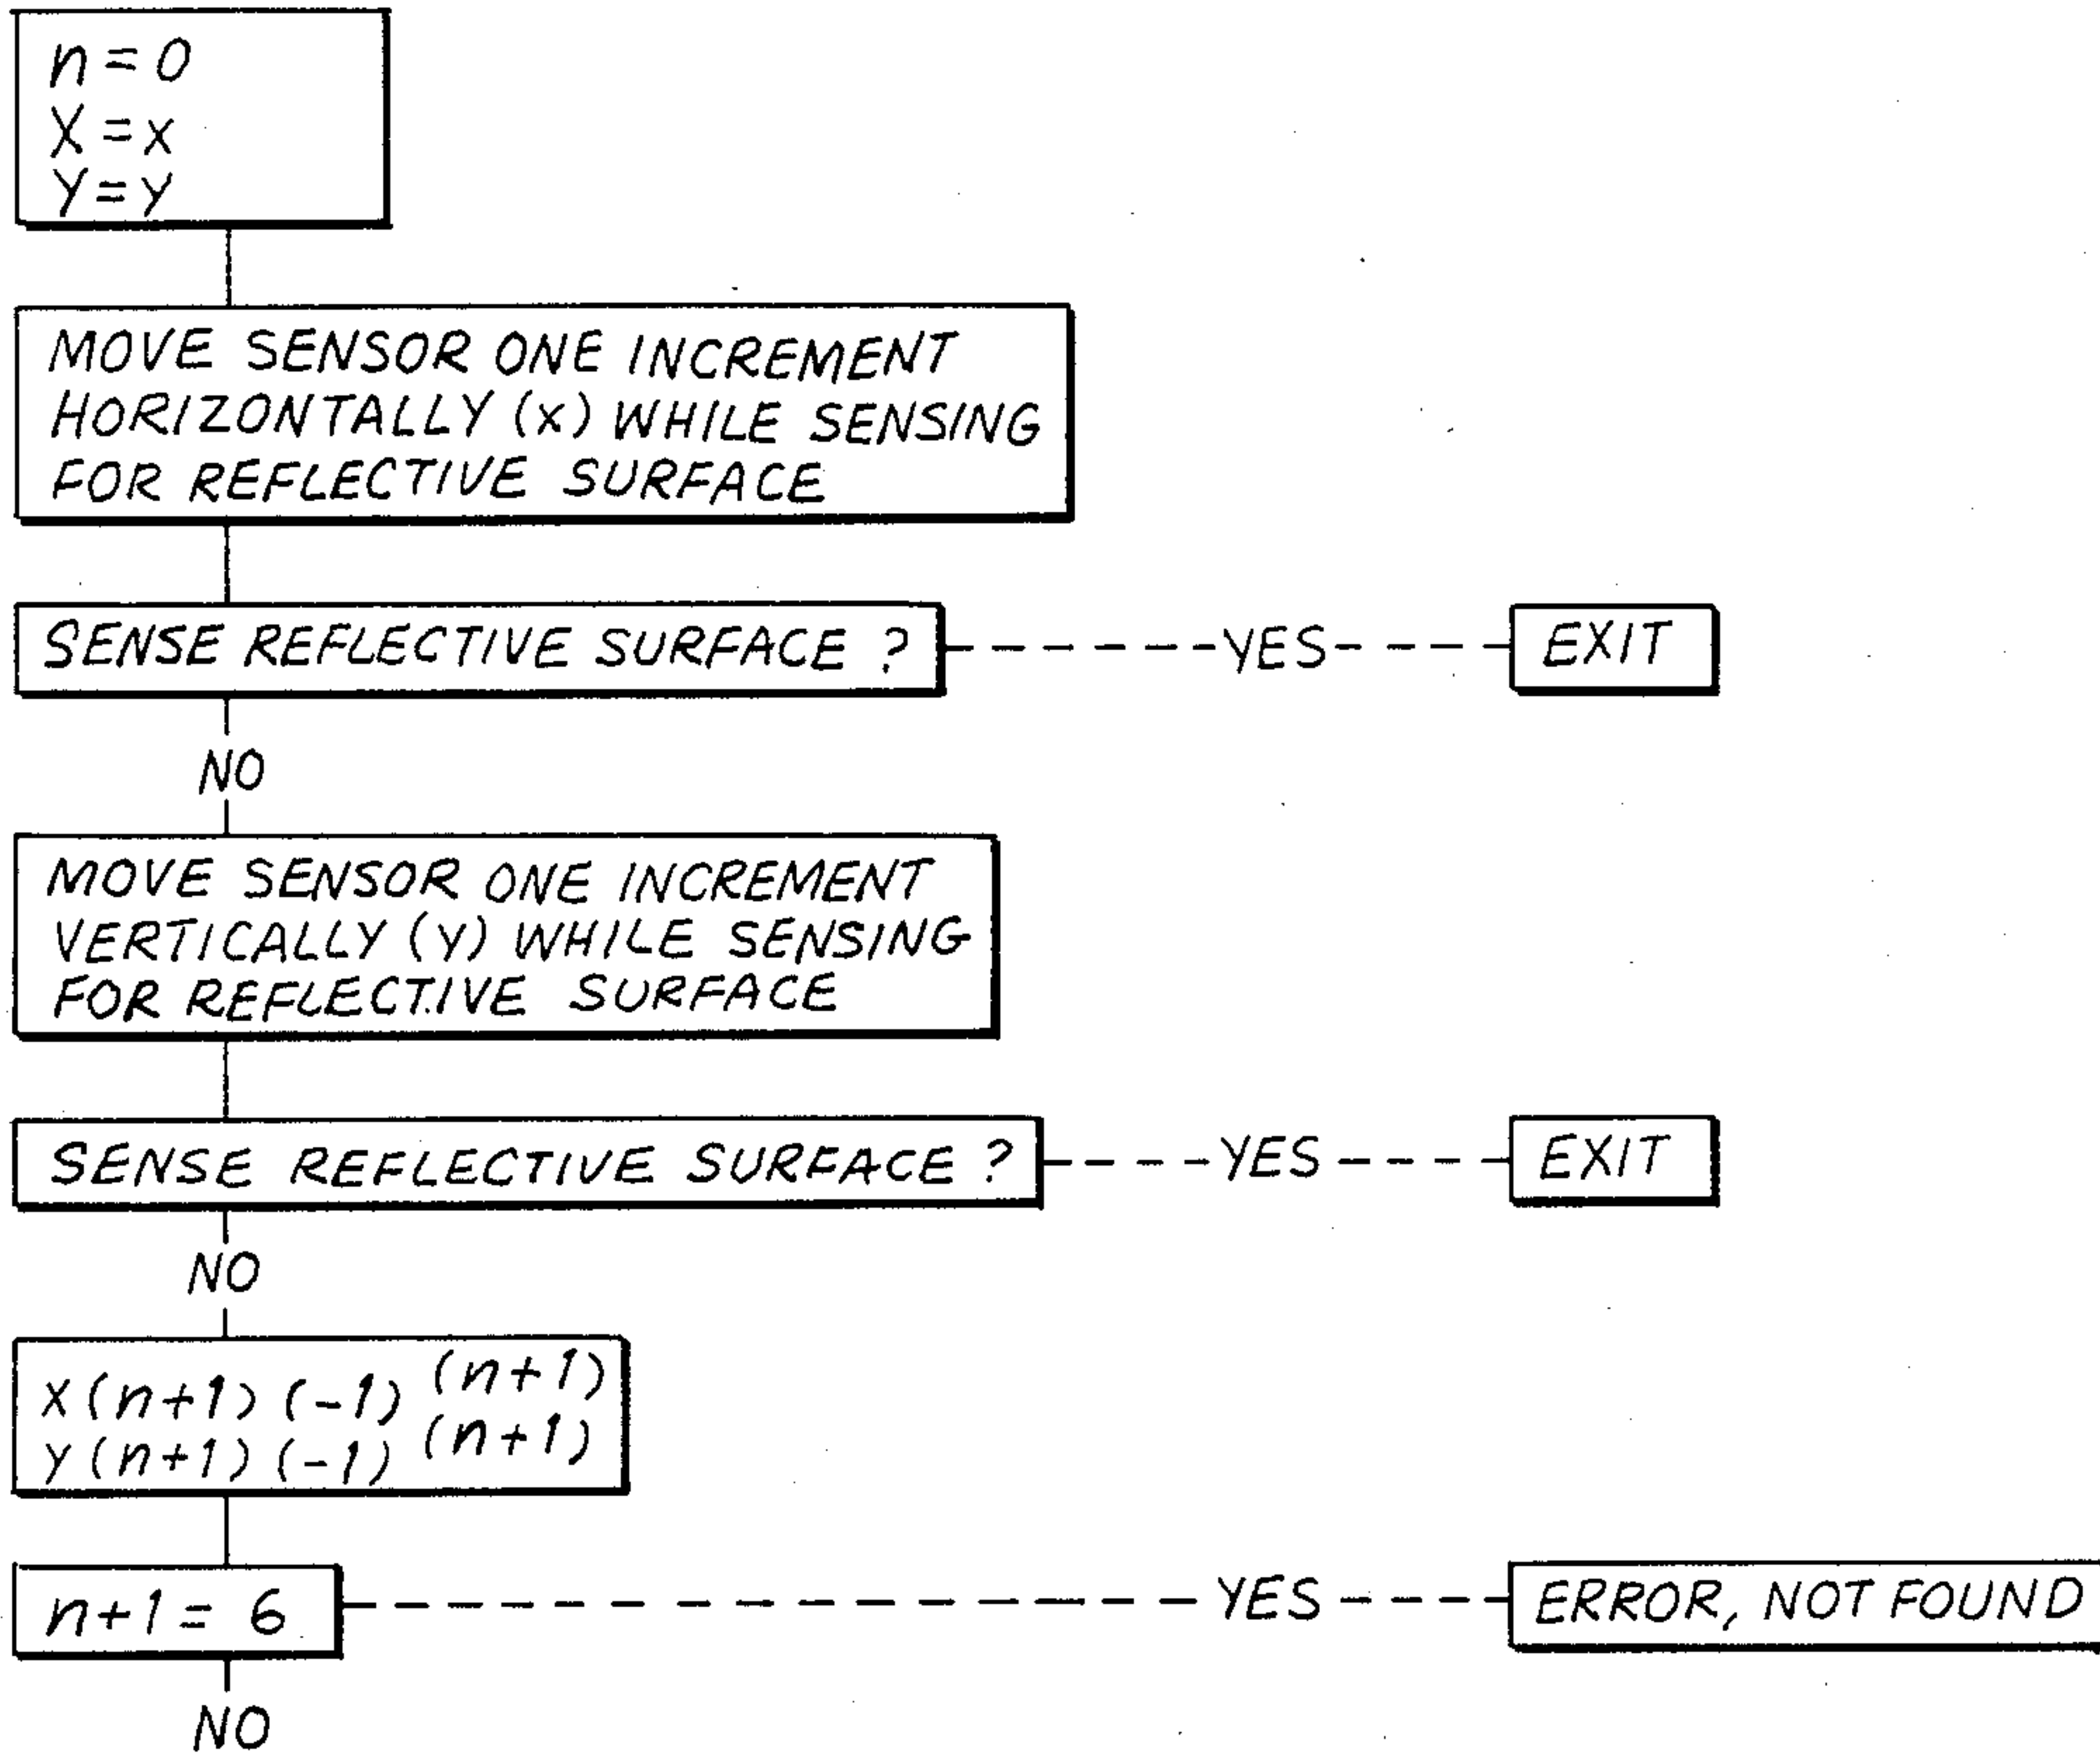 n = 0
X = x
Y = y
MOVE SENSOR ONE INCREMENT
HORIZONTALLY (x) WHILE SENSING
FOR REFLECTIVE SURFACE
SENSE REFLECTIVE SURFACE ?
YES
EXIT
NO
MOVE SENSOR ONE INCREMENT
VERTICALLY (y) WHILE SENSING
FOR REFLECTIVE SURFACE
SENSE REFLECTIVE SURFACE ?
YES
EXIT
NO
x(n+1)(-1)^(n+1)
y(n+1)(-1)^(n+1)
n+1 = 6
YES
ERROR, NOT FOUND
NO